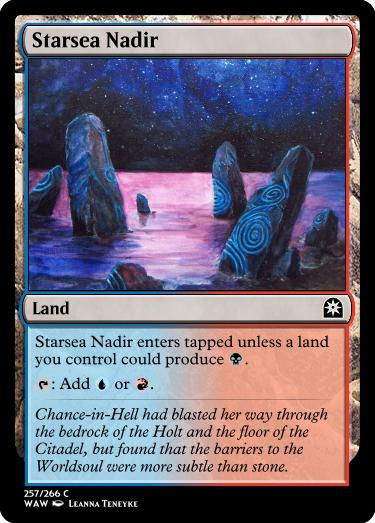 Starsea Nadir
Land
Starsea Nadir enters tapped unless a land
you control could produce .
: Add or .
Chance-in-Hell had blasted her way through
the bedrock of the Holt and the floor of the
Citadel, but found that the barriers to the
Worldsoul were more subtle than stone.
257/266 C
WAW Leanna Teneyke